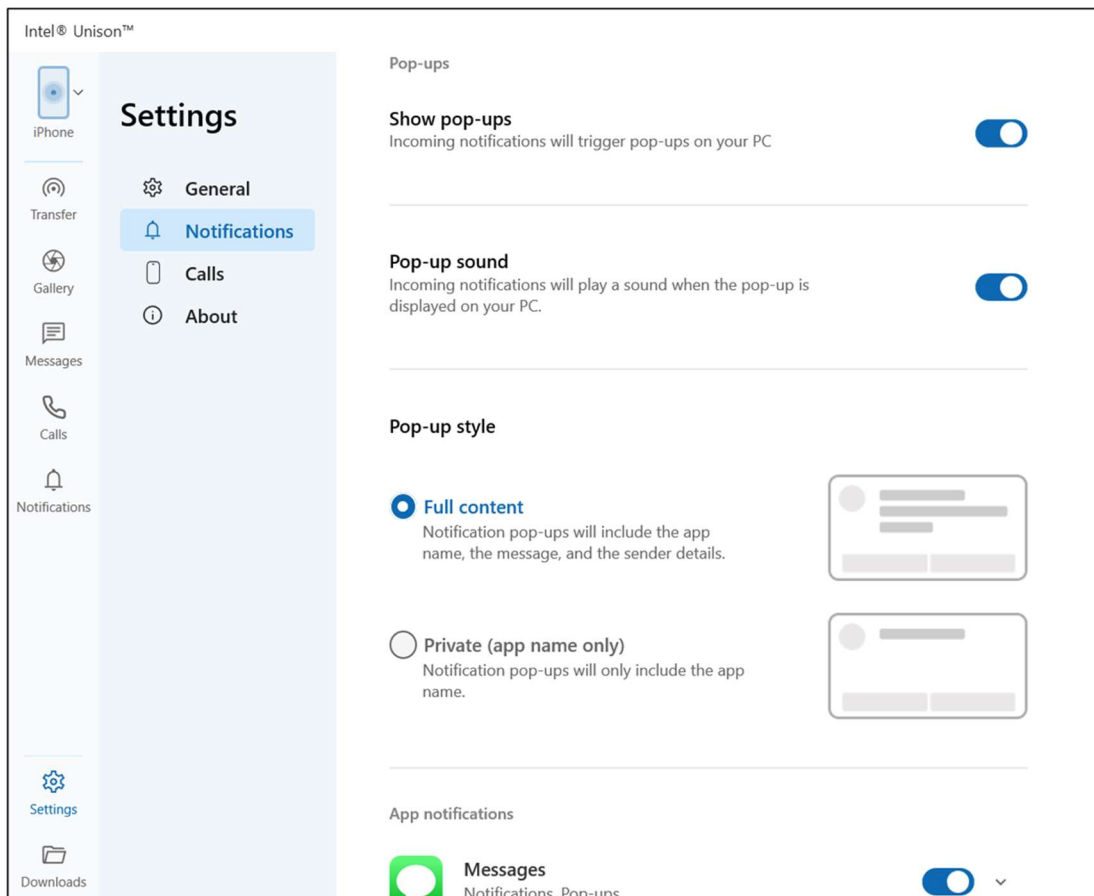 Intel® Unison™
iPhone
Transfer
Gallery
Messages
Calls
Notifications
Settings
Downloads
Settings
General
Notifications
Calls
About
Pop-ups
Show pop-ups
Incoming notifications will trigger pop-ups on your PC
Pop-up sound
Incoming notifications will play a sound when the pop-up is
displayed on your PC.
Pop-up style
Full content
Notification pop-ups will include the app
name, the message, and the sender details.
Private (app name only)
Notification pop-ups will only include the app
name.
App notifications
Messages
Notifications, Pop-ups